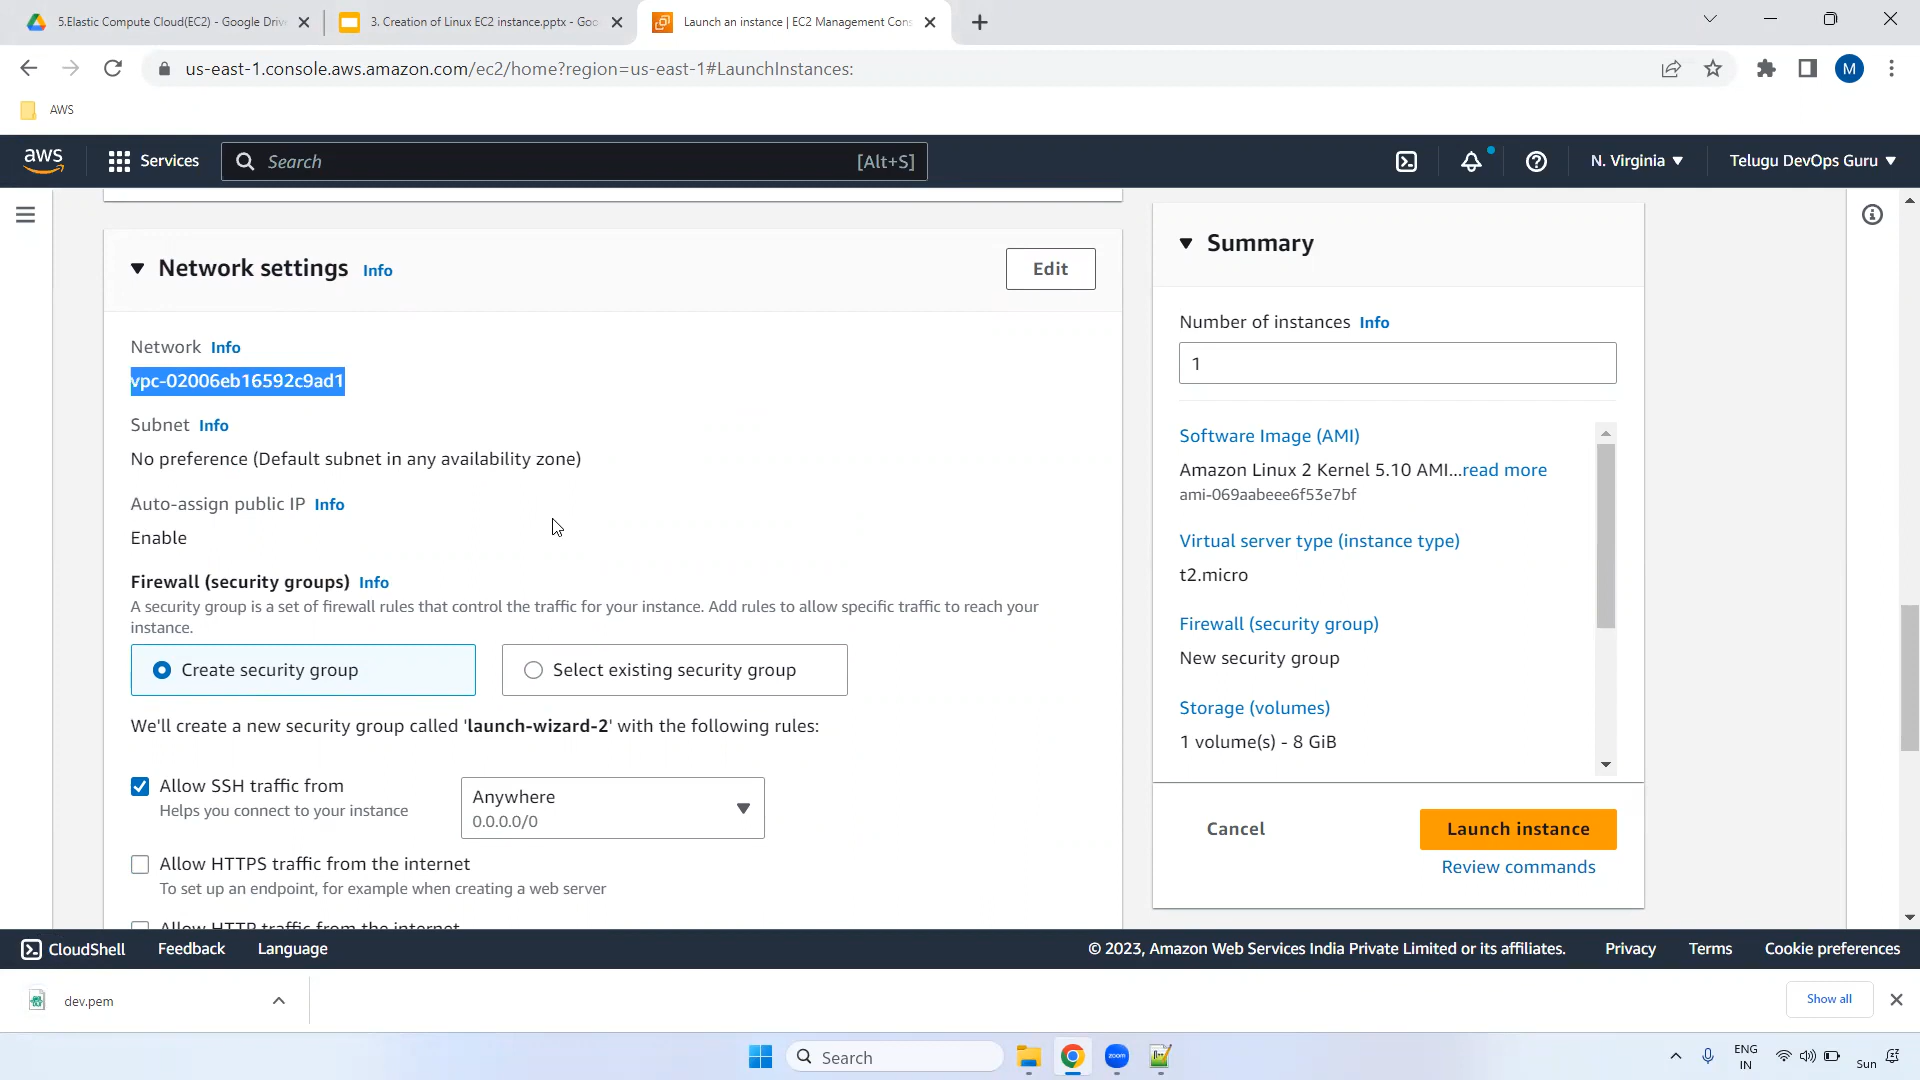 5.Elastic Compute Cloud(EC2) - Google Driv
3. Creation of Linux EC2 instance.pptx - Goo
Launch an instance | EC2 Management Cons
us-east-1.console.aws.amazon.com/ec2/home?region=us-east-1#LaunchInstances:
M
AWS
aws
Services
Search
[Alt+S]
N. Virginia
Telugu DevOps Guru
Network settings Info
Edit
Network Info
vpc-02006eb16592c9ad1
Subnet Info
No preference (Default subnet in any availability zone)
Auto-assign public IP Info
Enable
Firewall (security groups) Info
A security group is a set of firewall rules that control the traffic for your instance. Add rules to allow specific traffic to reach your
instance.
Create security group
Select existing security group
We'll create a new security group called 'launch-wizard-2' with the following rules:
Allow SSH traffic from
Helps you connect to your instance
Anywhere
0.0.0.0/0
Allow HTTPS traffic from the internet
To set up an endpoint, for example when creating a web server
Allow HTTP traffic from the internet
Summary
Number of instances Info
1
Software Image (AMI)
Amazon Linux 2 Kernel 5.10 AMI...read more
ami-069aabeee6f53e7bf
Virtual server type (instance type)
t2.micro
Firewall (security group)
New security group
Storage (volumes)
1 volume(s) - 8 GiB
Cancel
Launch instance
Review commands
CloudShell
Feedback
Language
© 2023, Amazon Web Services India Private Limited or its affiliates.
Privacy
Terms
Cookie preferences
dev.pem
Show all
Search
zoom
ENG
IN
Sun